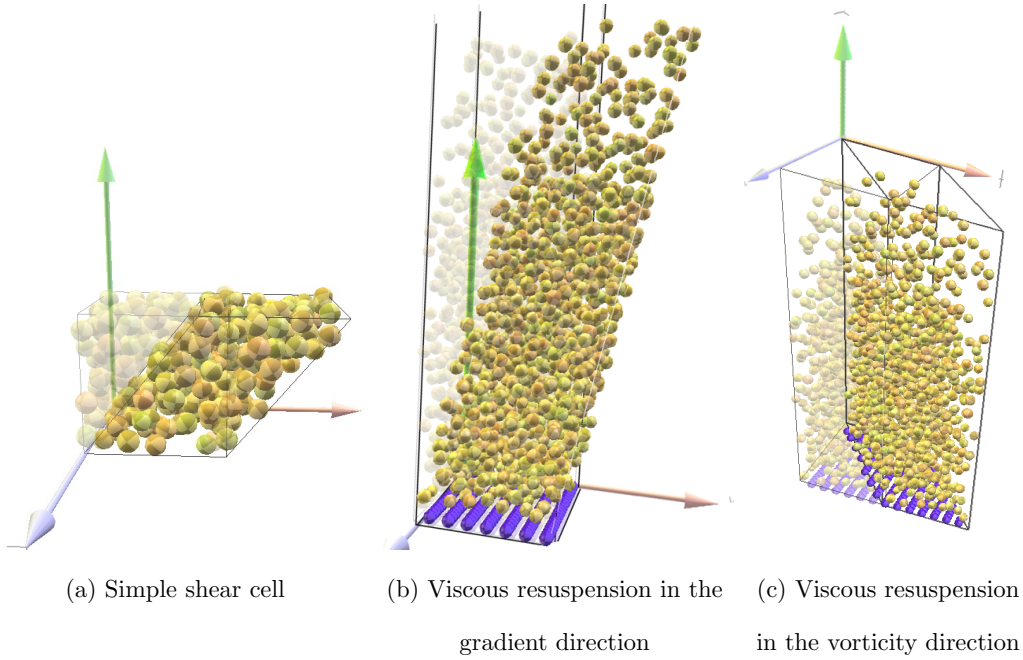 (a) Simple shear cell
(b) Viscous resuspension in the
gradient direction
(c) Viscous resuspension
in the vorticity direction